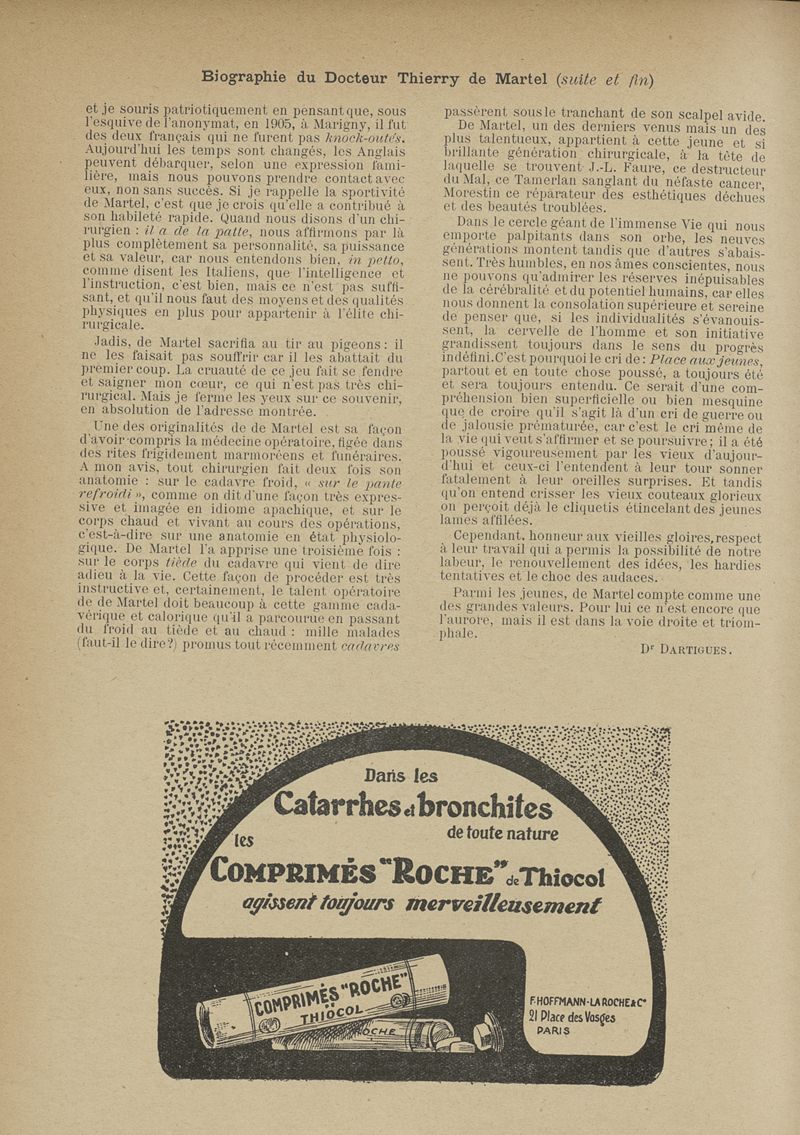 Biographie du Docteur Thierry de Martel (suite et fin)
et je souris patriotiquement en pensant que, sous
l'esquive de l'anonymat, en 1905, à Marigny, il fut
des deux français qui ne furent pas knock-outés.
Aujourd'hui les temps sont changés, les Anglais
peuvent débarquer, selon une expression fami-
lière, mais nous pouvons prendre contact avec
eux, non sans succès. Si je rappelle la sportivité
de Martel, c'est que je crois qu'elle a contribué à
son habileté rapide. Quand nous disons d'un chi-
rurgien : il a de la patte, nous affirmons par là
plus complètement sa personnalité, sa puissance
et sa valeur, car nous entendons bien, in petto,
comme disent les Italiens, que l'intelligence et
l'instruction, c'est bien, mais ce n'est pas suffi-
sant, et qu'il nous faut des moyens et des qualités
physiques en plus pour appartenir à l'élite chi-
rurgicale.
Jadis, de Martel sacrifia au tir au pigeons : il
ne les faisait pas souffrir car il les abattait du
premier coup. La cruauté de ce jeu fait se fendre
et saigner mon cœur, ce qui n'est pas très chi-
rurgical. Mais je ferme les yeux sur ce souvenir,
en absolution de l'adresse montrée.
Une des originalités de de Martel est sa façon
d'avoir compris la médecine opératoire, figée dans
des rites frigidement marmoréens et funéraires.
A mon avis, tout chirurgien fait deux fois son
anatomie : sur le cadavre froid, « sur le pante
refroidi », comme on dit d'une façon très expres-
sive et imagée en idiome apachique, et sur le
corps chaud et vivant au cours des opérations,
c'est-à-dire sur une anatomie en état physiolo-
gique. De Martel l'a apprise une troisième fois :
sur le corps tiède du cadavre qui vient de dire
adieu à la vie. Cette façon de procéder est très
instructive et, certainement, le talent opératoire
de de Martel doit beaucoup à cette gamme cada-
vérique et calorique qu'il a parcourue en passant
du froid au tiède et au chaud : mille malades
(faut-il le dire?) promus tout récemment cadavres
passèrent sous le tranchant de son scalpel avide.
De Martel, un des derniers venus mais un des
plus talentueux, appartient à cette jeune et si
brillante génération chirurgicale, à la tête de
laquelle se trouvent J.-L. Faure, ce destructeur
du Mal, ce Tamerlan sanglant du néfaste cancer,
Morestin ce réparateur des esthétiques déchues
et des beautés troublées.
Dans le cercle géant de l'immense Vie qui nous
emporte palpitants dans son orbe, les neuves
générations montent tandis que d'autres s'abais-
sent. Très humbles, en nos âmes conscientes, nous
ne pouvons qu'admirer les réserves inépuisables
de la cérébralité et du potentiel humains, car elles
nous donnent la consolation supérieure et sereine
de penser que, si les individualités s'évanouis-
sent, la cervelle de l'homme et son initiative
grandissent toujours dans le sens du progrès
indéfini. C'est pourquoi le cri de : Place aux jeunes,
partout et en toute chose poussé, a toujours été
et sera toujours entendu. Ce serait d'une com-
préhension bien superficielle ou bien mesquine
que de croire qu'il s'agit là d'un cri de guerre ou
de jalousie prématurée, car c'est le cri même de
la vie qui veut s'affirmer et se poursuivre; il a été
poussé vigoureusement par les vieux d'aujour-
d'hui et ceux-ci l'entendent à leur tour sonner
fatalement à leur oreilles surprises. Et tandis
qu'on entend crisser les vieux couteaux glorieux
on perçoit déjà le cliquetis étincelant des jeunes
lames affilées.
Cependant, honneur aux vieilles gloires, respect
à leur travail qui a permis la possibilité de notre
labeur, le renouvellement des idées, les hardies
tentatives et le choc des audaces.
Parmi les jeunes, de Martel compte comme une
des grandes valeurs. Pour lui ce n'est encore que
l'aurore, mais il est dans la voie droite et triom-
phale.
Dr DARTIGUES.
Dans les
Catarrhes et bronchites
de toute nature
les
COMPRIMÉS "ROCHE" de Thiocol
agissent toujours merveilleusement
COMPRIMÉS "ROCHE"
THIOCOL
ROCHE
F. HOFFMANN-LA ROCHE & Co
21 Place des Vosges
PARIS